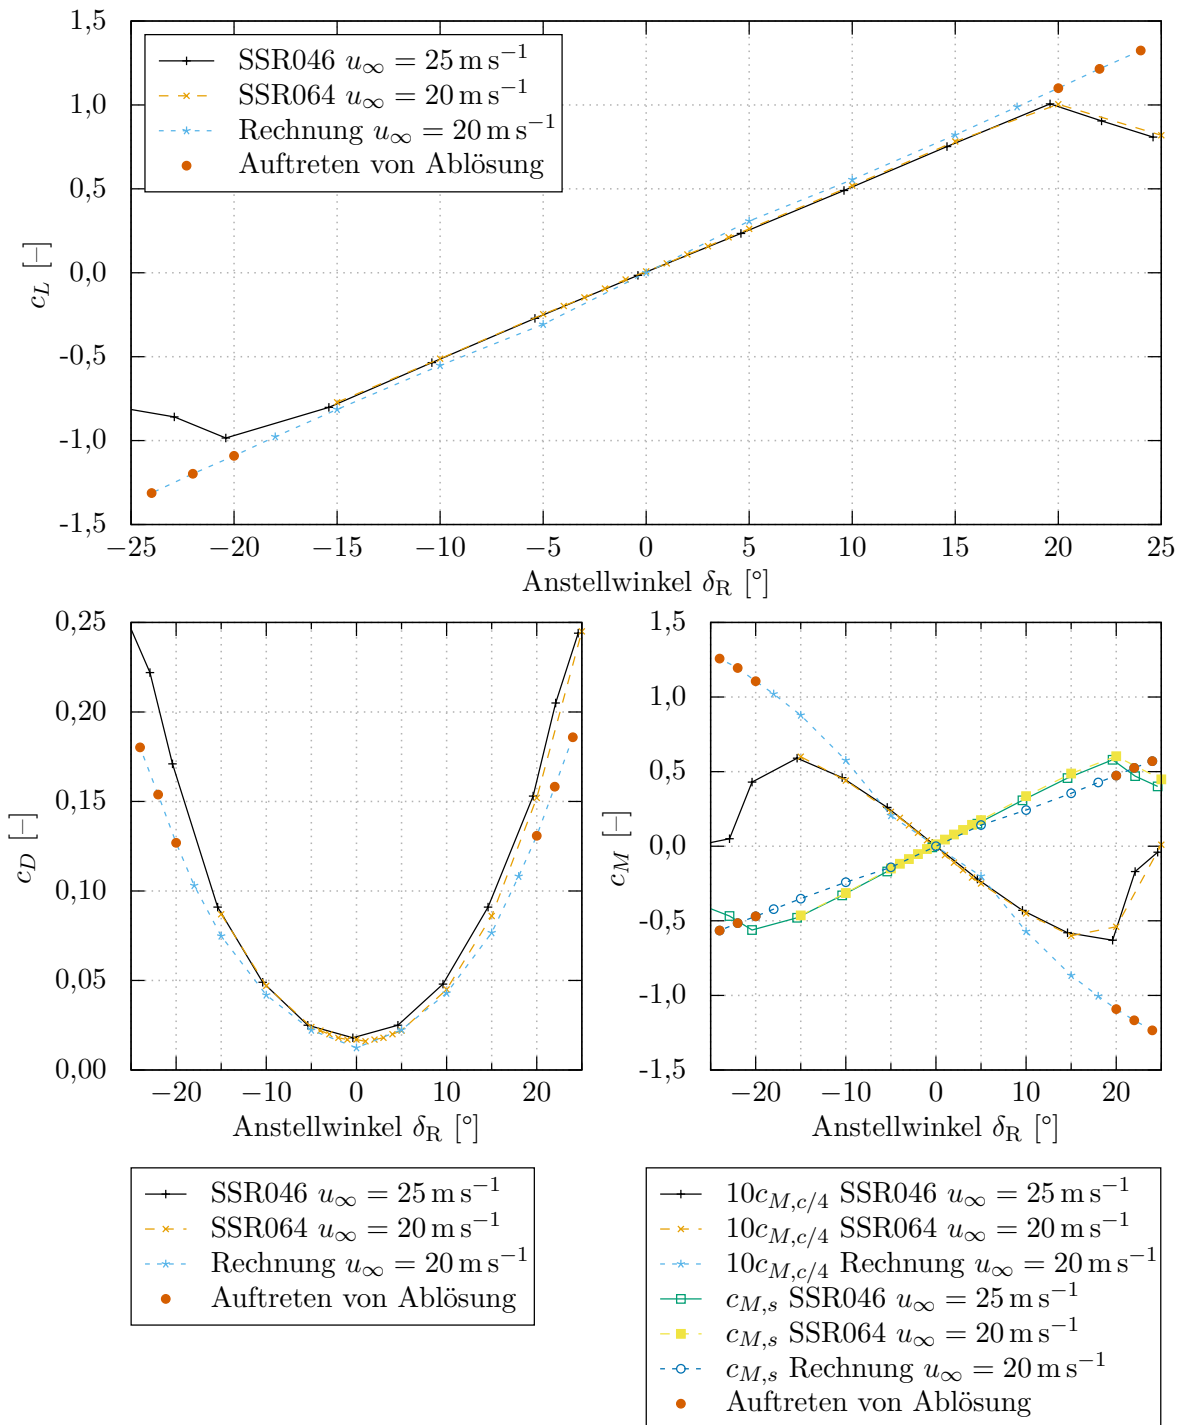 1,5
1,0
0,5
0,0
-0,5
-1,0
-1,5
c_L [−]
SSR046 u∞ = 25 m s⁻¹
SSR064 u∞ = 20 m s⁻¹
Rechnung u∞ = 20 m s⁻¹
Auftreten von Ablösung
−25 −20 −15 −10 −5 0 5 10 15 20 25
Anstellwinkel δ_R [°]
0,25
0,20
0,15
0,10
0,05
0,00
c_D [−]
−20 −10 0 10 20
Anstellwinkel δ_R [°]
1,5
1,0
0,5
0,0
-0,5
-1,0
-1,5
c_M [−]
−20 −10 0 10 20
Anstellwinkel δ_R [°]
SSR046 u∞ = 25 m s⁻¹
SSR064 u∞ = 20 m s⁻¹
Rechnung u∞ = 20 m s⁻¹
Auftreten von Ablösung
10c_{M,c/4} SSR046 u∞ = 25 m s⁻¹
10c_{M,c/4} SSR064 u∞ = 20 m s⁻¹
10c_{M,c/4} Rechnung u∞ = 20 m s⁻¹
c_{M,s} SSR046 u∞ = 25 m s⁻¹
c_{M,s} SSR064 u∞ = 20 m s⁻¹
c_{M,s} Rechnung u∞ = 20 m s⁻¹
Auftreten von Ablösung